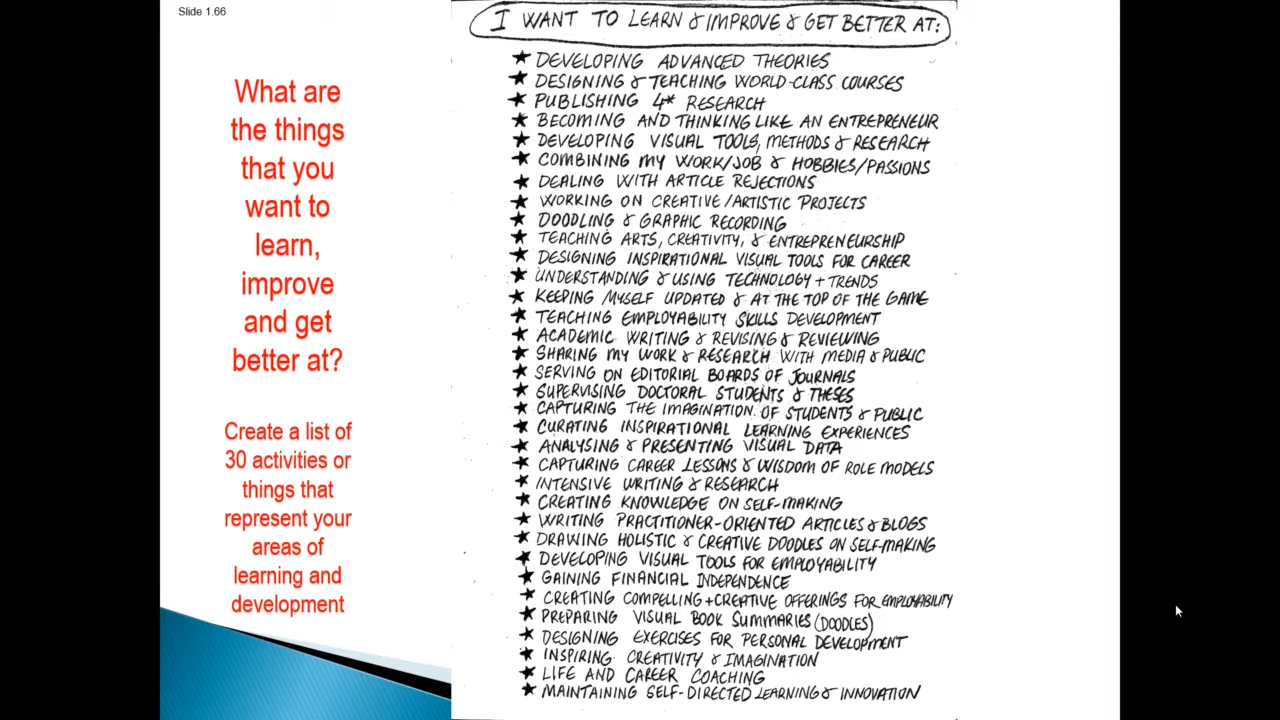 Slide 1.66
What are
the things
that you
want to
learn,
improve
and get
better at?
Create a list of
30 activities or
things that
represent your
areas of
learning and
development
I WANT TO LEARN & IMPROVE & GET BETTER AT:
★ DEVELOPING ADVANCED THEORIES
★ DESIGNING & TEACHING WORLD-CLASS COURSES
★ PUBLISHING 4* RESEARCH
★ BECOMING AND THINKING LIKE AN ENTREPRENEUR
★ DEVELOPING VISUAL TOOLS, METHODS & RESEARCH
★ COMBINING MY WORK/JOB & HOBBIES/PASSIONS
★ DEALING WITH ARTICLE REJECTIONS
★ WORKING ON CREATIVE/ARTISTIC PROJECTS
★ DOODLING & GRAPHIC RECORDING
★ TEACHING ARTS, CREATIVITY, & ENTREPRENEURSHIP
★ DESIGNING INSPIRATIONAL VISUAL TOOLS FOR CAREER
★ UNDERSTANDING & USING TECHNOLOGY + TRENDS
★ KEEPING MYSELF UPDATED & AT THE TOP OF THE GAME
★ TEACHING EMPLOYABILITY SKILLS DEVELOPMENT
★ ACADEMIC WRITING & REVISING & REVIEWING
★ SHARING MY WORK & RESEARCH WITH MEDIA & PUBLIC
★ SERVING ON EDITORIAL BOARDS OF JOURNALS
★ SUPERVISING DOCTORAL STUDENTS & THESES
★ CAPTURING THE IMAGINATION OF STUDENTS & PUBLIC
★ CURATING INSPIRATIONAL LEARNING EXPERIENCES
★ ANALYSING & PRESENTING VISUAL DATA
★ CAPTURING CAREER LESSONS & WISDOM OF ROLE MODELS
★ INTENSIVE WRITING & RESEARCH
★ CREATING KNOWLEDGE ON SELF-MAKING
★ WRITING PRACTITIONER-ORIENTED ARTICLES & BLOGS
★ DRAWING HOLISTIC & CREATIVE DOODLES ON SELF-MAKING
★ DEVELOPING VISUAL TOOLS FOR EMPLOYABILITY
★ GAINING FINANCIAL INDEPENDENCE
★ CREATING COMPELLING + CREATIVE OFFERINGS FOR EMPLOYABILITY
★ PREPARING VISUAL BOOK SUMMARIES (DOODLES)
★ DESIGNING EXERCISES FOR PERSONAL DEVELOPMENT
★ INSPIRING CREATIVITY & IMAGINATION
★ LIFE AND CAREER COACHING
★ MAINTAINING SELF-DIRECTED LEARNING & INNOVATION